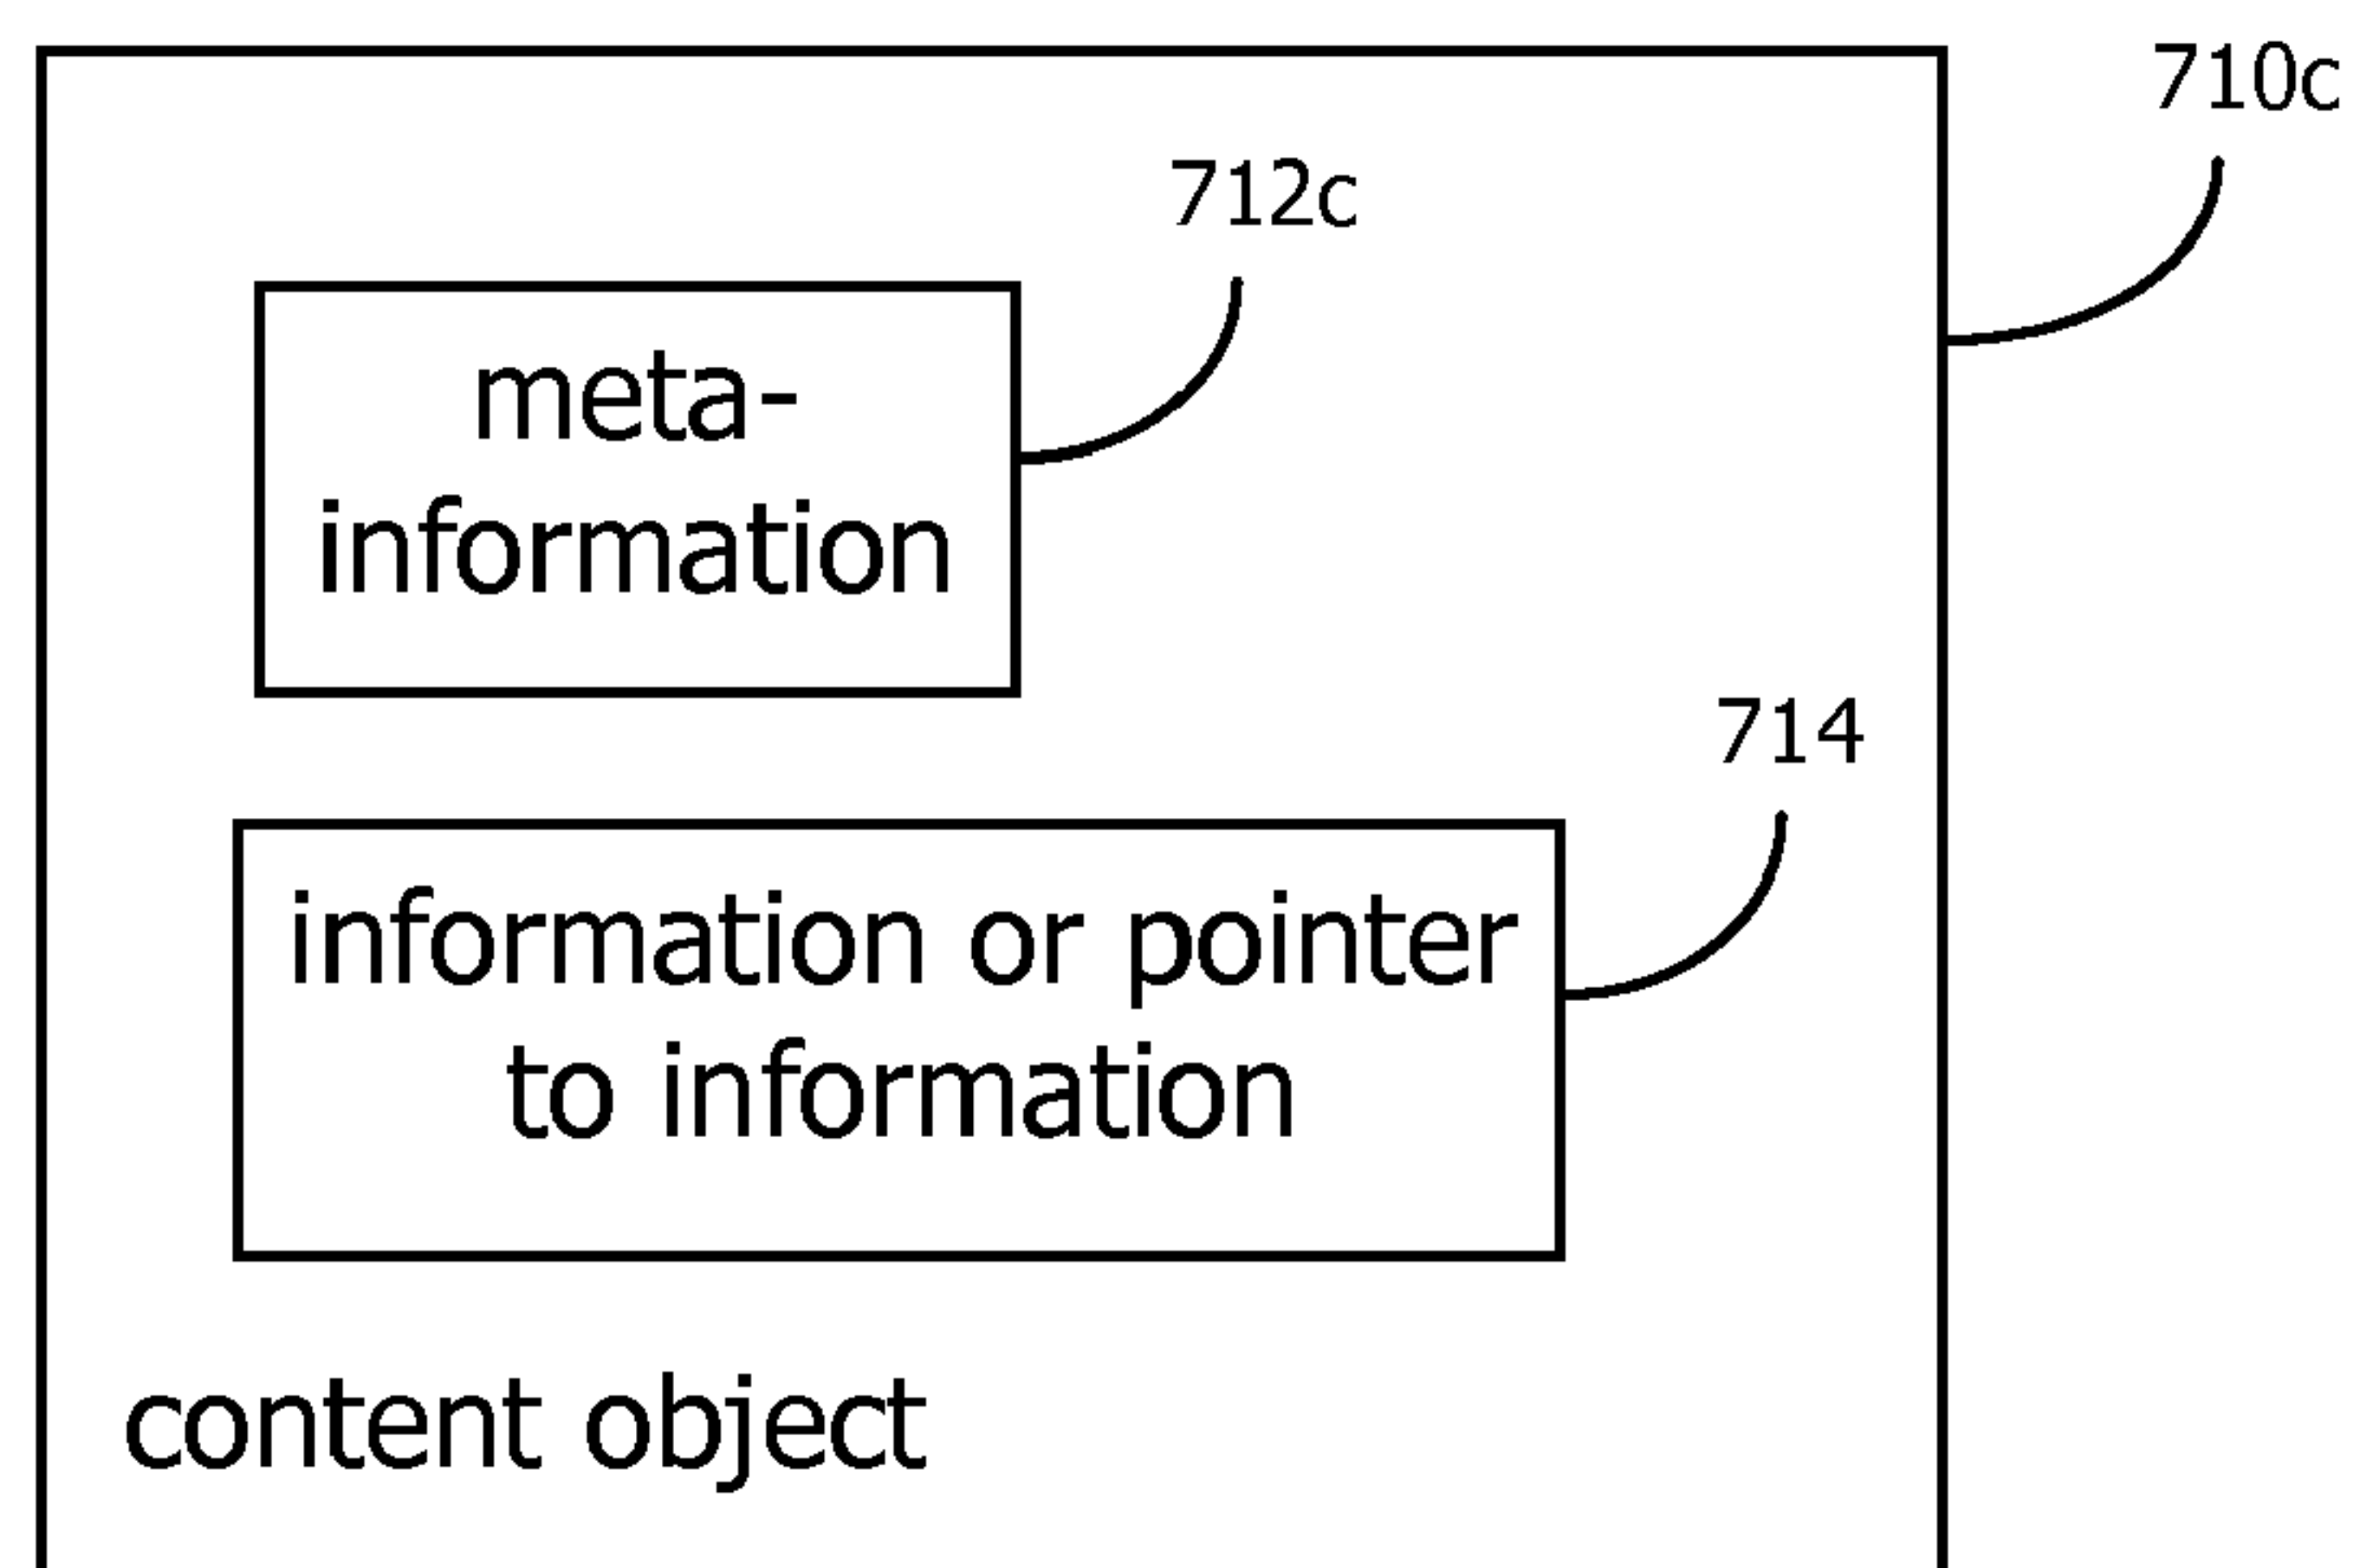 710c
712c
meta-
information
714
information or pointer
to information
content object